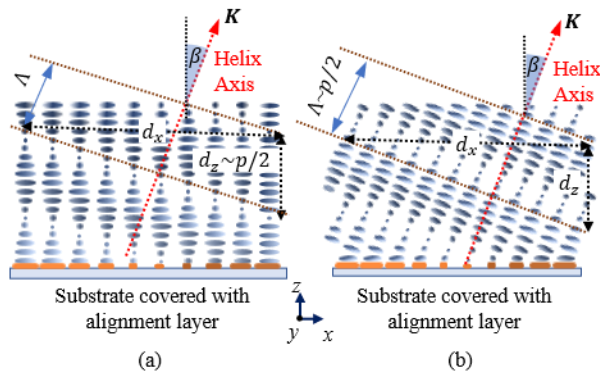 K
β
Helix
Axis
Λ
d_x
d_z~p/2
Substrate covered with
alignment layer
(a)
z
y
x
K
β
Helix
Axis
Λ~p/2
d_x
d_z
Substrate covered with
alignment layer
(b)